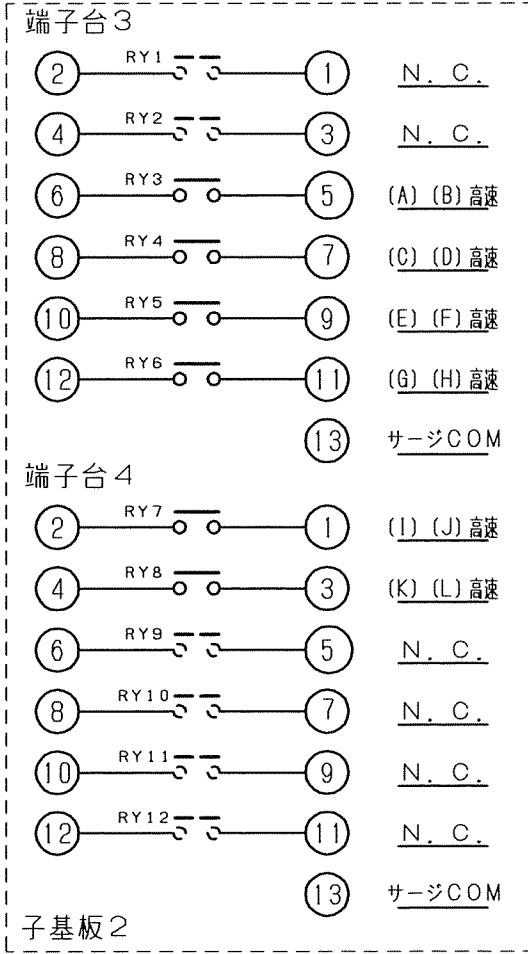 端子台3
② RY1 ① N.C.
④ RY2 ③ N.C.
⑥ RY3 ⑤ (A)(B)高速
⑧ RY4 ⑦ (C)(D)高速
⑩ RY5 ⑨ (E)(F)高速
⑫ RY6 ⑪ (G)(H)高速
⑬ サージCOM
端子台4
② RY7 ① (I)(J)高速
④ RY8 ③ (K)(L)高速
⑥ RY9 ⑤ N.C.
⑧ RY10 ⑦ N.C.
⑩ RY11 ⑨ N.C.
⑫ RY12 ⑪ N.C.
⑬ サージCOM
子基板2